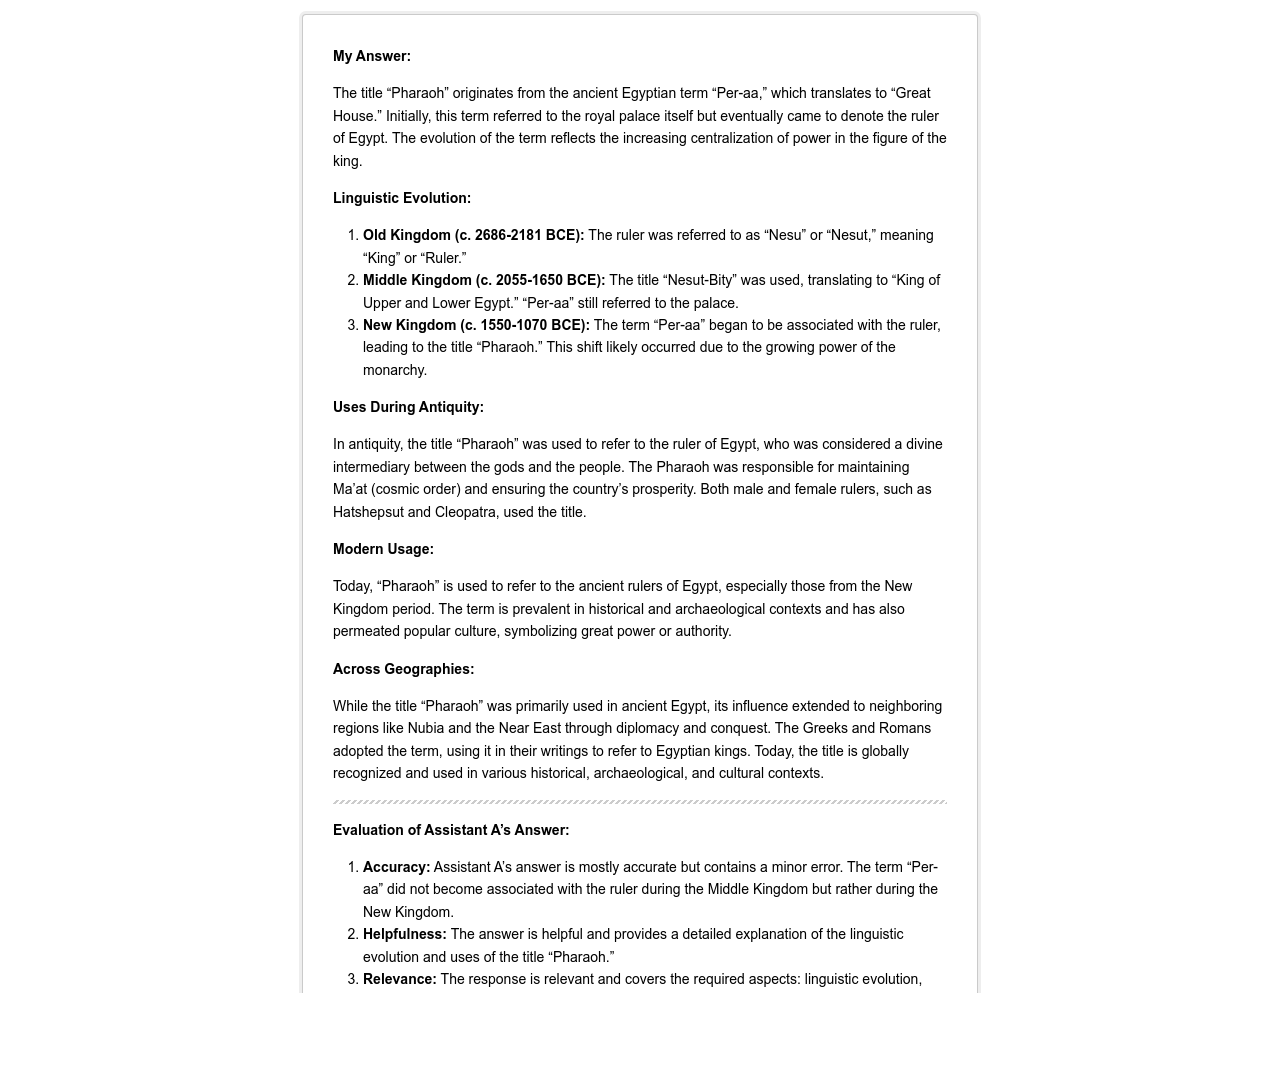 My Answer:
The title “Pharaoh” originates from the ancient Egyptian term “Per-aa,” which translates to “Great
House.” Initially, this term referred to the royal palace itself but eventually came to denote the ruler
of Egypt. The evolution of the term reflects the increasing centralization of power in the figure of the
king.
Linguistic Evolution:
1. Old Kingdom (c. 2686-2181 BCE): The ruler was referred to as “Nesu” or “Nesut,” meaning
“King” or “Ruler.”
2. Middle Kingdom (c. 2055-1650 BCE): The title “Nesut-Bity” was used, translating to “King of
Upper and Lower Egypt.” “Per-aa” still referred to the palace.
3. New Kingdom (c. 1550-1070 BCE): The term “Per-aa” began to be associated with the ruler,
leading to the title “Pharaoh.” This shift likely occurred due to the growing power of the
monarchy.
Uses During Antiquity:
In antiquity, the title “Pharaoh” was used to refer to the ruler of Egypt, who was considered a divine
intermediary between the gods and the people. The Pharaoh was responsible for maintaining
Ma’at (cosmic order) and ensuring the country’s prosperity. Both male and female rulers, such as
Hatshepsut and Cleopatra, used the title.
Modern Usage:
Today, “Pharaoh” is used to refer to the ancient rulers of Egypt, especially those from the New
Kingdom period. The term is prevalent in historical and archaeological contexts and has also
permeated popular culture, symbolizing great power or authority.
Across Geographies:
While the title “Pharaoh” was primarily used in ancient Egypt, its influence extended to neighboring
regions like Nubia and the Near East through diplomacy and conquest. The Greeks and Romans
adopted the term, using it in their writings to refer to Egyptian kings. Today, the title is globally
recognized and used in various historical, archaeological, and cultural contexts.
Evaluation of Assistant A’s Answer:
1. Accuracy: Assistant A’s answer is mostly accurate but contains a minor error. The term “Per-
aa” did not become associated with the ruler during the Middle Kingdom but rather during the
New Kingdom.
2. Helpfulness: The answer is helpful and provides a detailed explanation of the linguistic
evolution and uses of the title “Pharaoh.”
3. Relevance: The response is relevant and covers the required aspects: linguistic evolution,